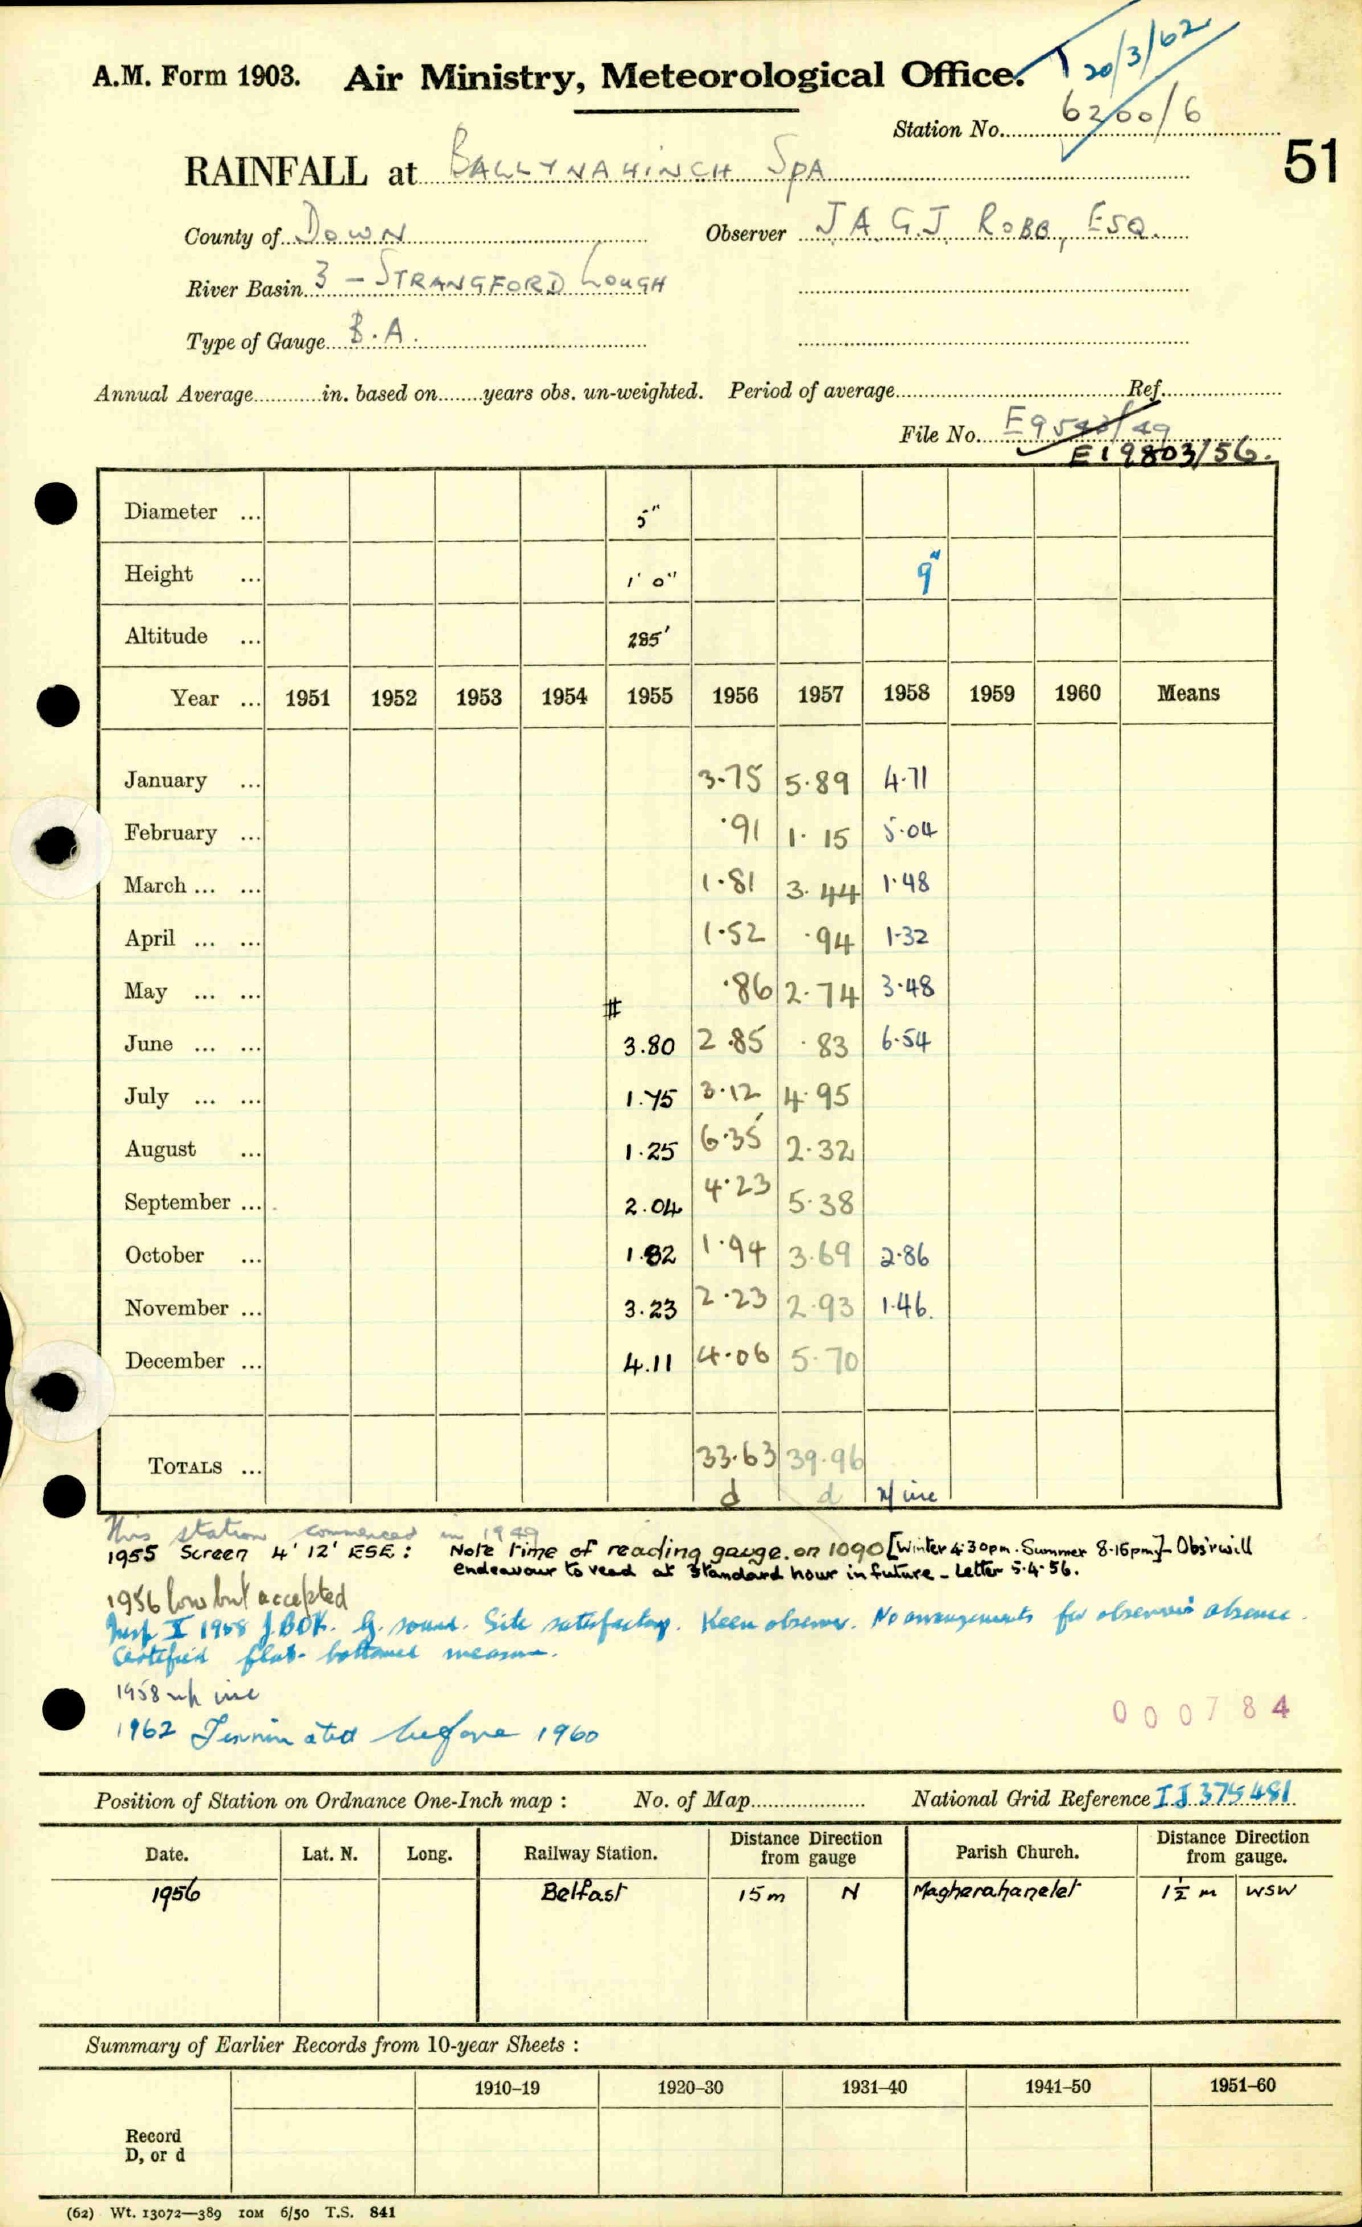 T 20/3/62
A.M. Form 1903. Air Ministry, Meteorological Office.
Station No. 6200/6
51
RAINFALL at BALLYNAHINCH SPA
County of DOWN Observer J.A.G.J. ROBB, ESQ.
River Basin 3 - STRANGFORD LOUGH
Type of Gauge B.A.
Annual Average in. based on years obs. un-weighted. Period of average Ref.
File No. E9543/49
E19803/56.
Diameter ... 5"
Height ... 1' 0" 9"
Altitude ... 285'
Year ... 1951 1952 1953 1954 1955 1956 1957 1958 1959 1960 Means
January ... 3.75 5.89 4.71
February ... .91 1.15 5.04
March ... ... 1.81 3.44 1.48
April ... ... 1.52 .94 1.32
May ... ... .86 2.74 3.48
#
June ... ... 3.80 2.85 .83 6.54
July ... ... 1.75 3.12 4.95
August ... 1.25 6.35 2.32
September ... 2.04 4.23 5.38
October ... 1.82 1.94 3.69 2.86
November ... 3.23 2.23 2.93 1.46.
December ... 4.11 4.06 5.70
TOTALS ... 33.63 39.96
d d inc
This station commenced in 1949
1955 Screen 4' 12' ESE: Note time of reading gauge. on 1090 [Winter 4.30pm. Summer 8.15pm] - Obs'r will
endeavour to read at standard hour in future - Letter 5.4.56.
1956 low but accepted
Insp X 1958 J.BOK. G. sound. Site satisfactory. Keen observer. No arrangements for observer's absence.
Certified flat-bottomed measure.
1958 inc
1962 Terminated before 1960
000784
Position of Station on Ordnance One-Inch map : No. of Map National Grid Reference IJ 375481
Date. Lat. N. Long. Railway Station. Distance Direction from gauge Parish Church. Distance Direction from gauge.
1956 Belfast 15m N Magherahamlet 1½ m WSW
Summary of Earlier Records from 10-year Sheets :
1910–19 1920–30 1931–40 1941–50 1951–60
Record
D, or d
(62) Wt. 13072—389 10M 6/50 T.S. 841